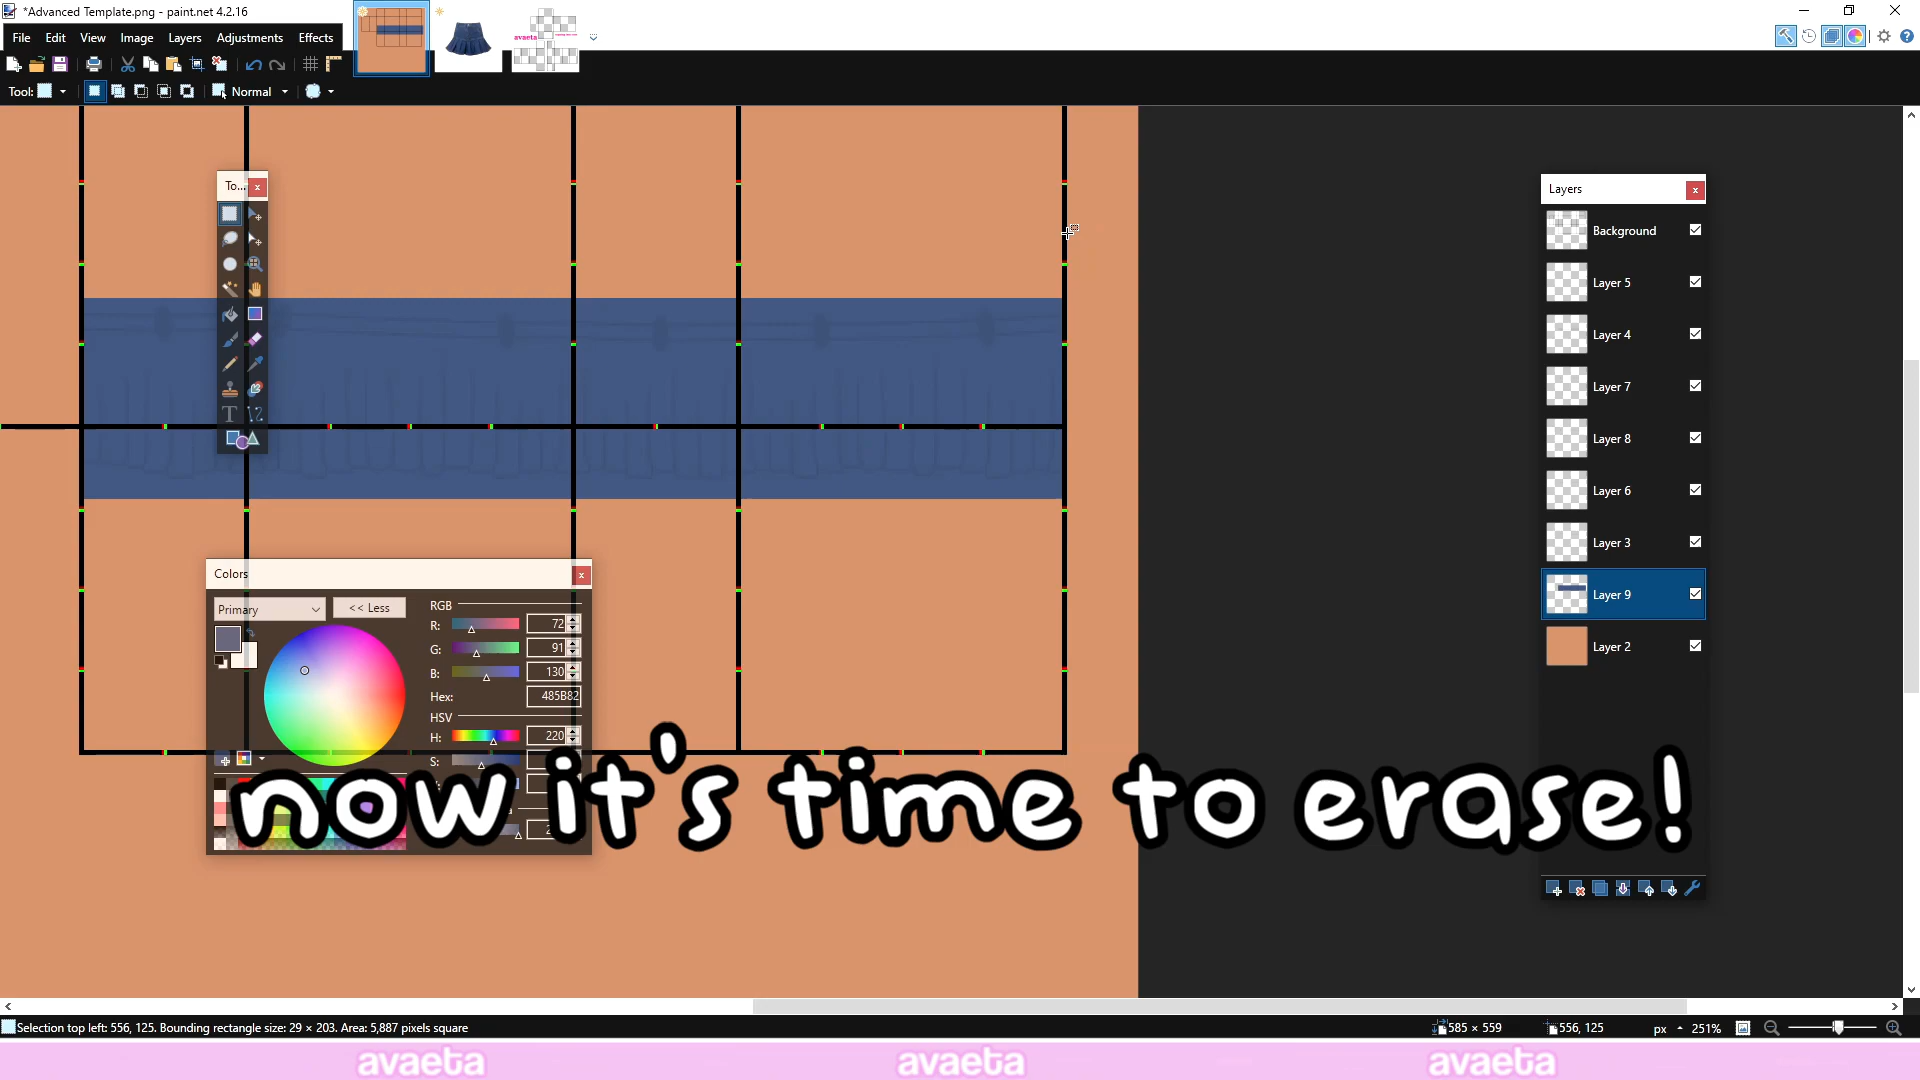 *Advanced Template.png - paint.net 4.2.16
File Edit View Image Layers Adjustments Effects
avaeta
Tool: Normal
To... x
T
Layers x
Background
Layer 5
Layer 4
Layer 7
Layer 8
Layer 6
Layer 3
Layer 9
Layer 2
Colors x
Primary << Less
RGB
R: 72
G: 91
B: 130
Hex: 485B82
HSV
H: 220
S:
now it's time to erase!
Selection top left: 556, 125. Bounding rectangle size: 29 × 203. Area: 5,887 pixels square
585 × 559 556, 125 px 251%
avaeta avaeta avaeta